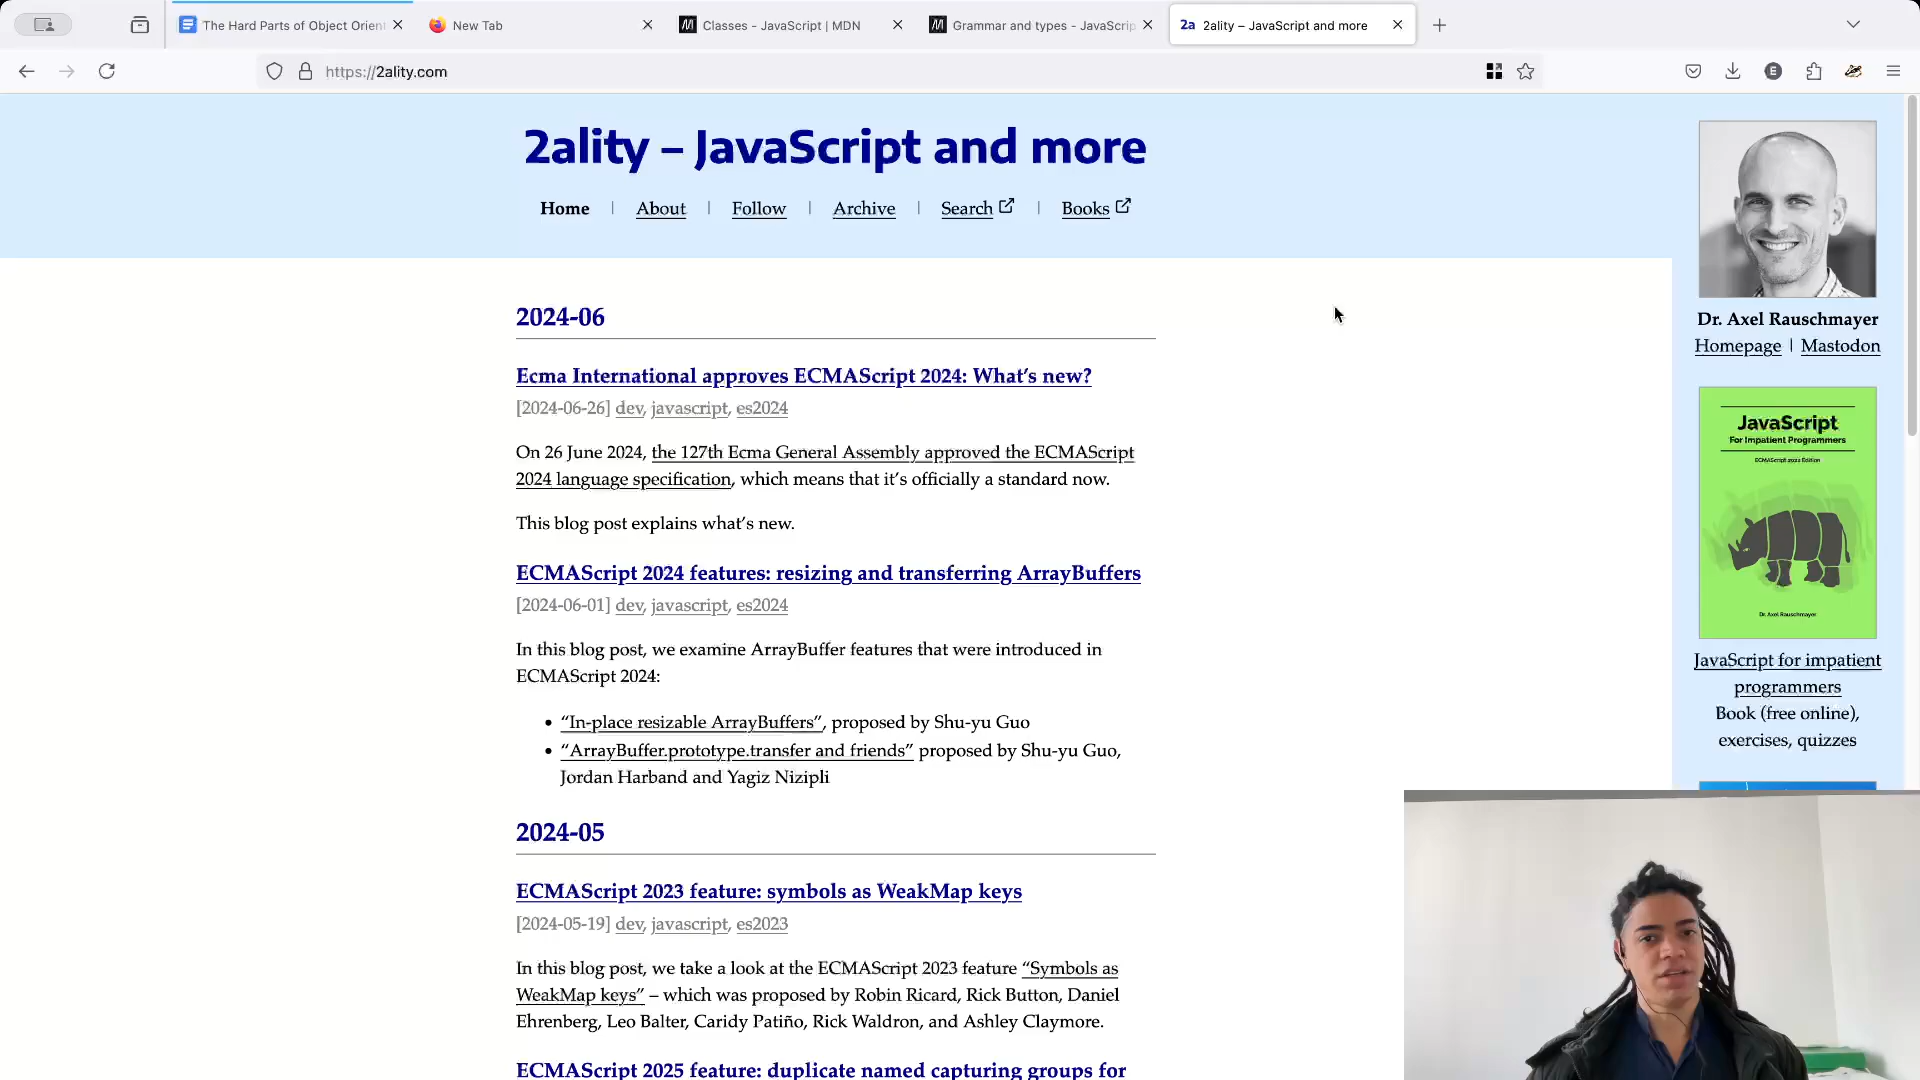 The Hard Parts of Object Orient
New Tab
Classes - JavaScript | MDN
Grammar and types - JavaScrip
2a 2ality – JavaScript and more
https://2ality.com
E
2ality – JavaScript and more
Home | About | Follow | Archive | Search | Books
2024-06
Ecma International approves ECMAScript 2024: What's new?
[2024-06-26] dev, javascript, es2024
On 26 June 2024, the 127th Ecma General Assembly approved the ECMAScript
2024 language specification, which means that it's officially a standard now.
This blog post explains what's new.
ECMAScript 2024 features: resizing and transferring ArrayBuffers
[2024-06-01] dev, javascript, es2024
In this blog post, we examine ArrayBuffer features that were introduced in
ECMAScript 2024:
• “In-place resizable ArrayBuffers”, proposed by Shu-yu Guo
• “ArrayBuffer.prototype.transfer and friends” proposed by Shu-yu Guo,
Jordan Harband and Yagiz Nizipli
2024-05
ECMAScript 2023 feature: symbols as WeakMap keys
[2024-05-19] dev, javascript, es2023
In this blog post, we take a look at the ECMAScript 2023 feature “Symbols as
WeakMap keys” – which was proposed by Robin Ricard, Rick Button, Daniel
Ehrenberg, Leo Balter, Caridy Patiño, Rick Waldron, and Ashley Claymore.
ECMAScript 2025 feature: duplicate named capturing groups for
Dr. Axel Rauschmayer
Homepage | Mastodon
JavaScript
For Impatient Programmers
ECMAScript 2022 Edition
Dr. Axel Rauschmayer
JavaScript for impatient
programmers
Book (free online),
exercises, quizzes